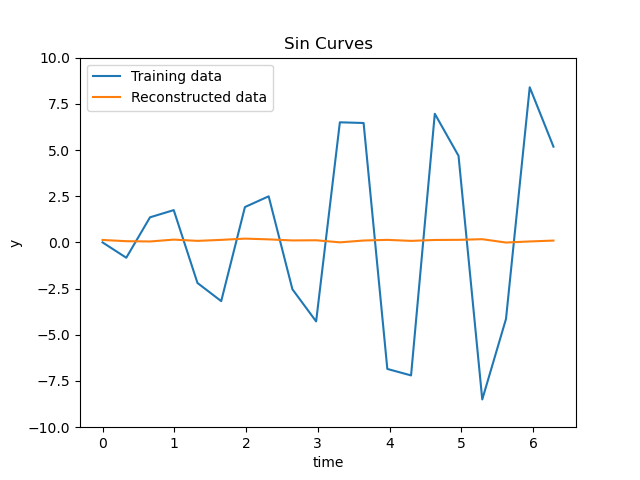 Sin Curves
Training data
Reconstructed data
10.0
7.5
5.0
2.5
0.0
−2.5
−5.0
−7.5
−10.0
y
0 1 2 3 4 5 6
time